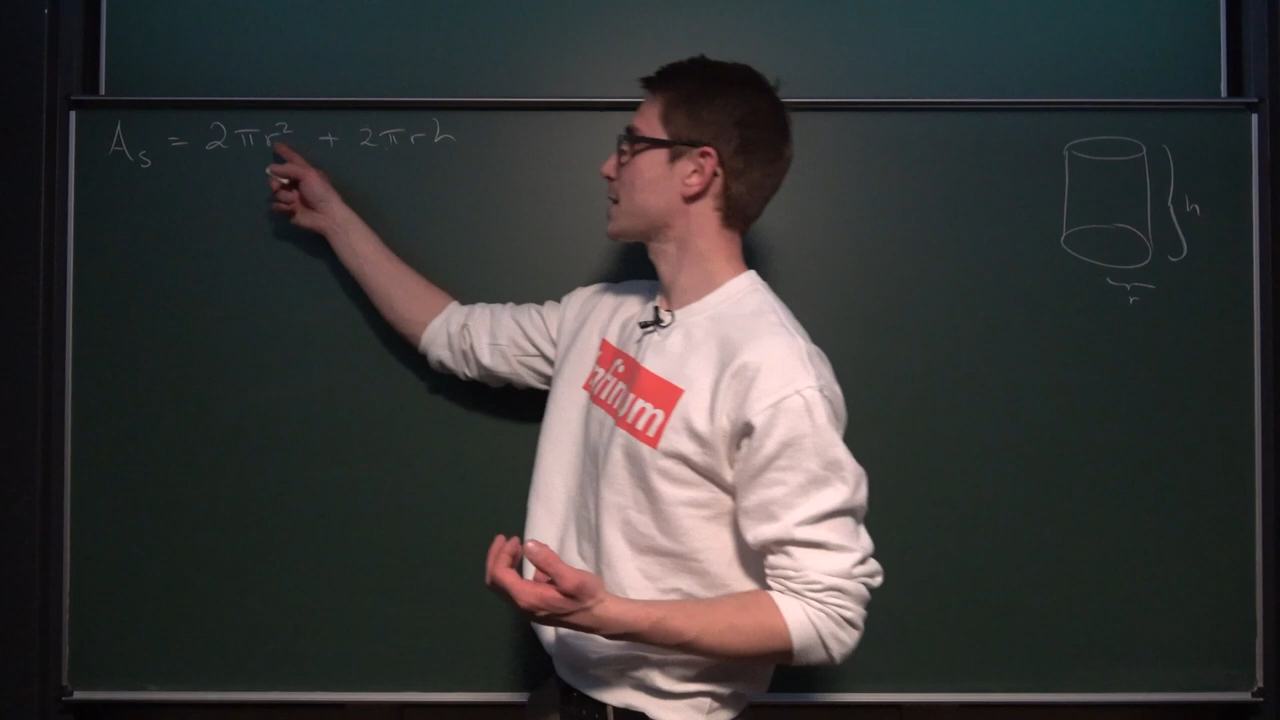 A_s = 2πr² + 2πrh
h
r
infinum